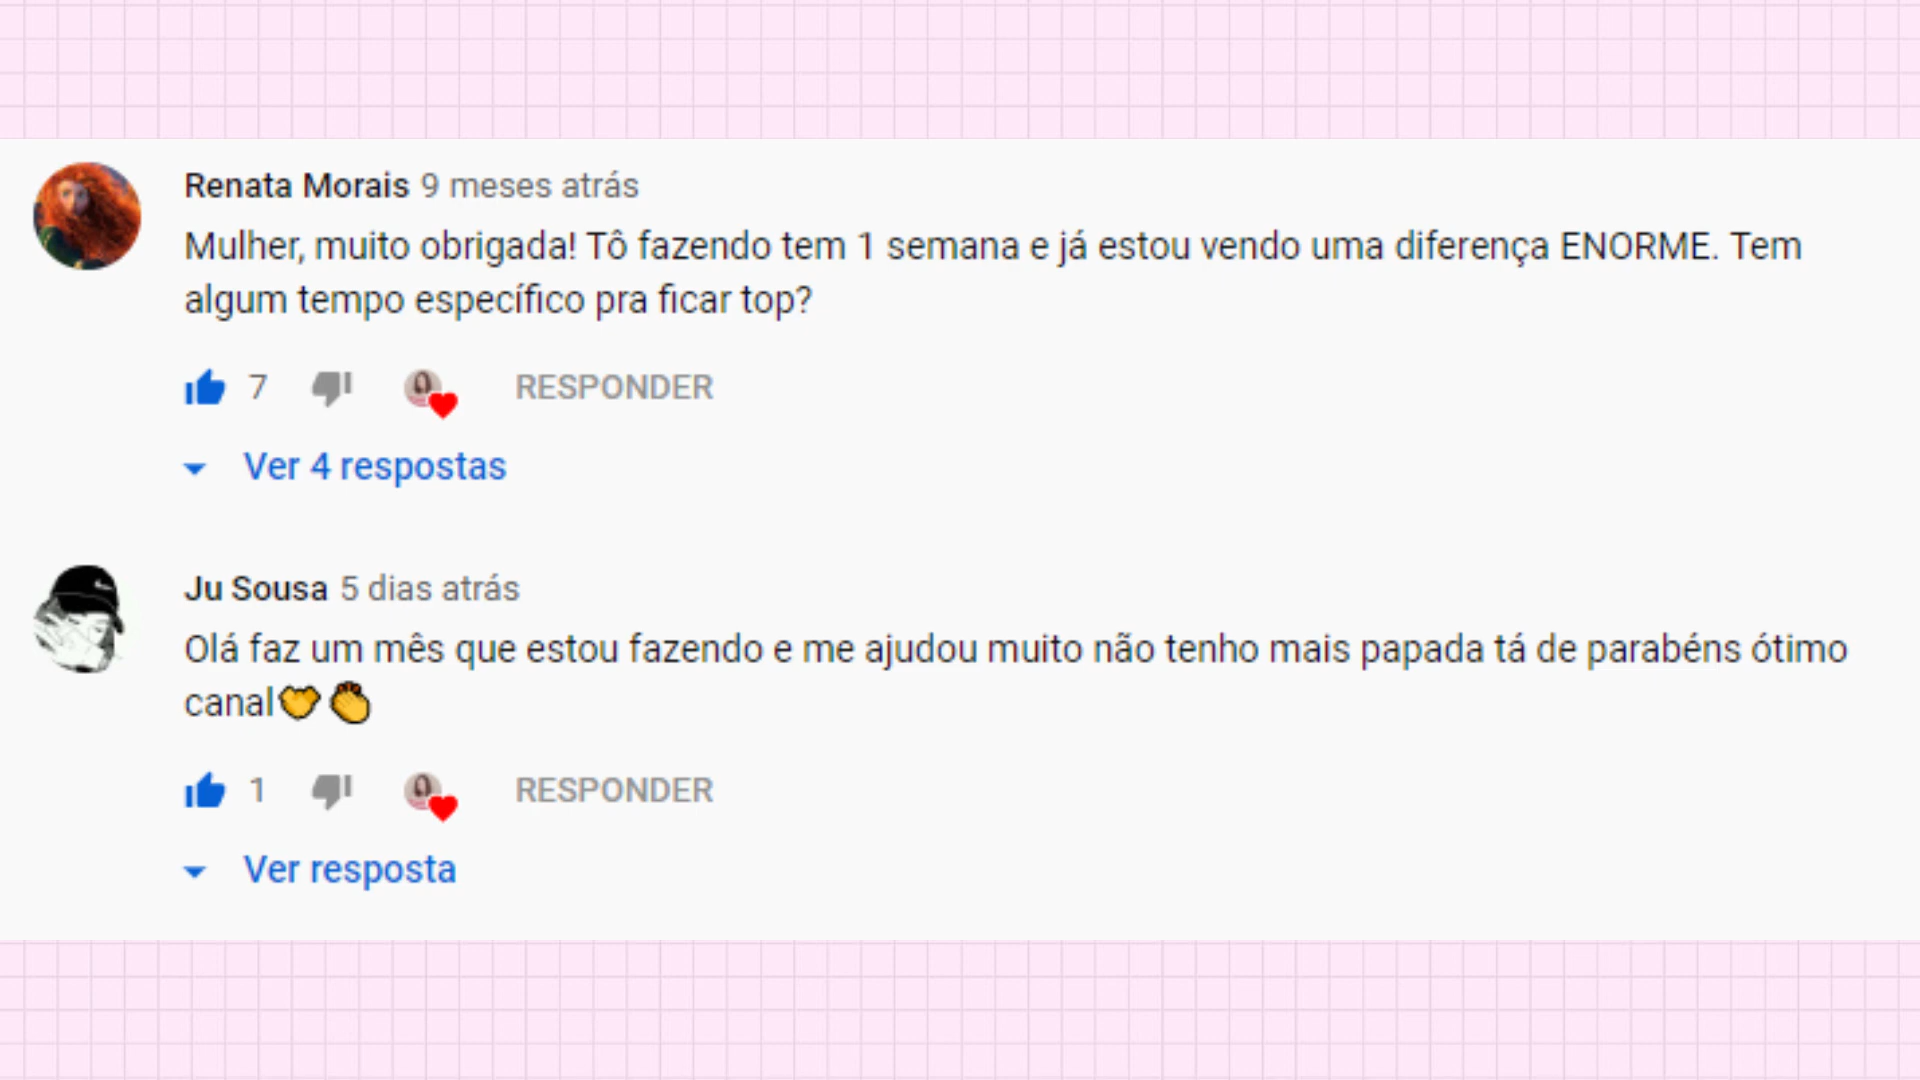 Renata Morais 9 meses atrás
Mulher, muito obrigada! Tô fazendo tem 1 semana e já estou vendo uma diferença ENORME. Tem
algum tempo específico pra ficar top?
7 RESPONDER
Ver 4 respostas
Ju Sousa 5 dias atrás
Olá faz um mês que estou fazendo e me ajudou muito não tenho mais papada tá de parabéns ótimo
canal
1 RESPONDER
Ver resposta